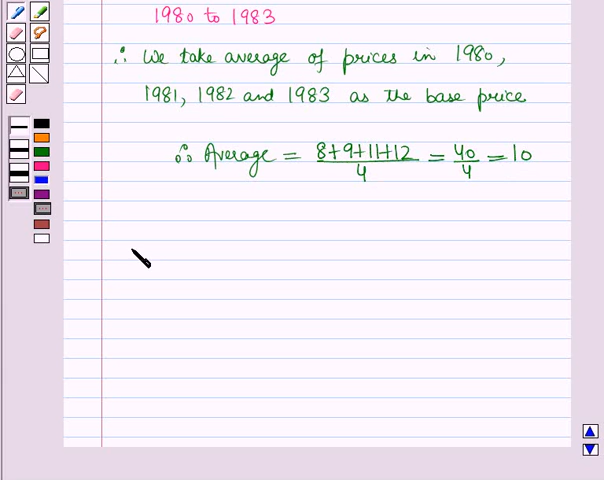 1980 to 1983
∴ We take average of prices in 1980,
1981, 1982 and 1983 as the base price
∴ Average = (8+9+11+12)/4 = 40/4 = 10